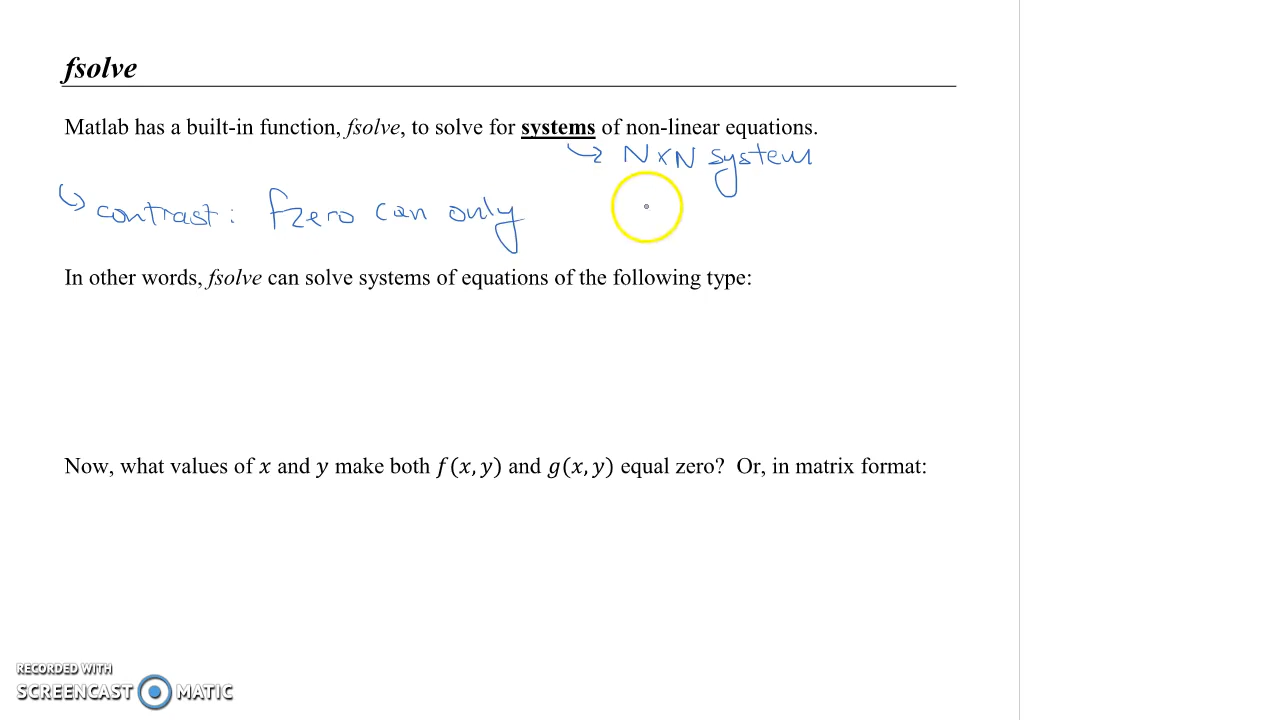 fsolve
Matlab has a built-in function, fsolve, to solve for systems of non-linear equations.
↳ N×N system
↳ contrast: fzero can only
In other words, fsolve can solve systems of equations of the following type:
Now, what values of x and y make both f(x, y) and g(x, y) equal zero? Or, in matrix format:
RECORDED WITH
SCREENCAST MATIC